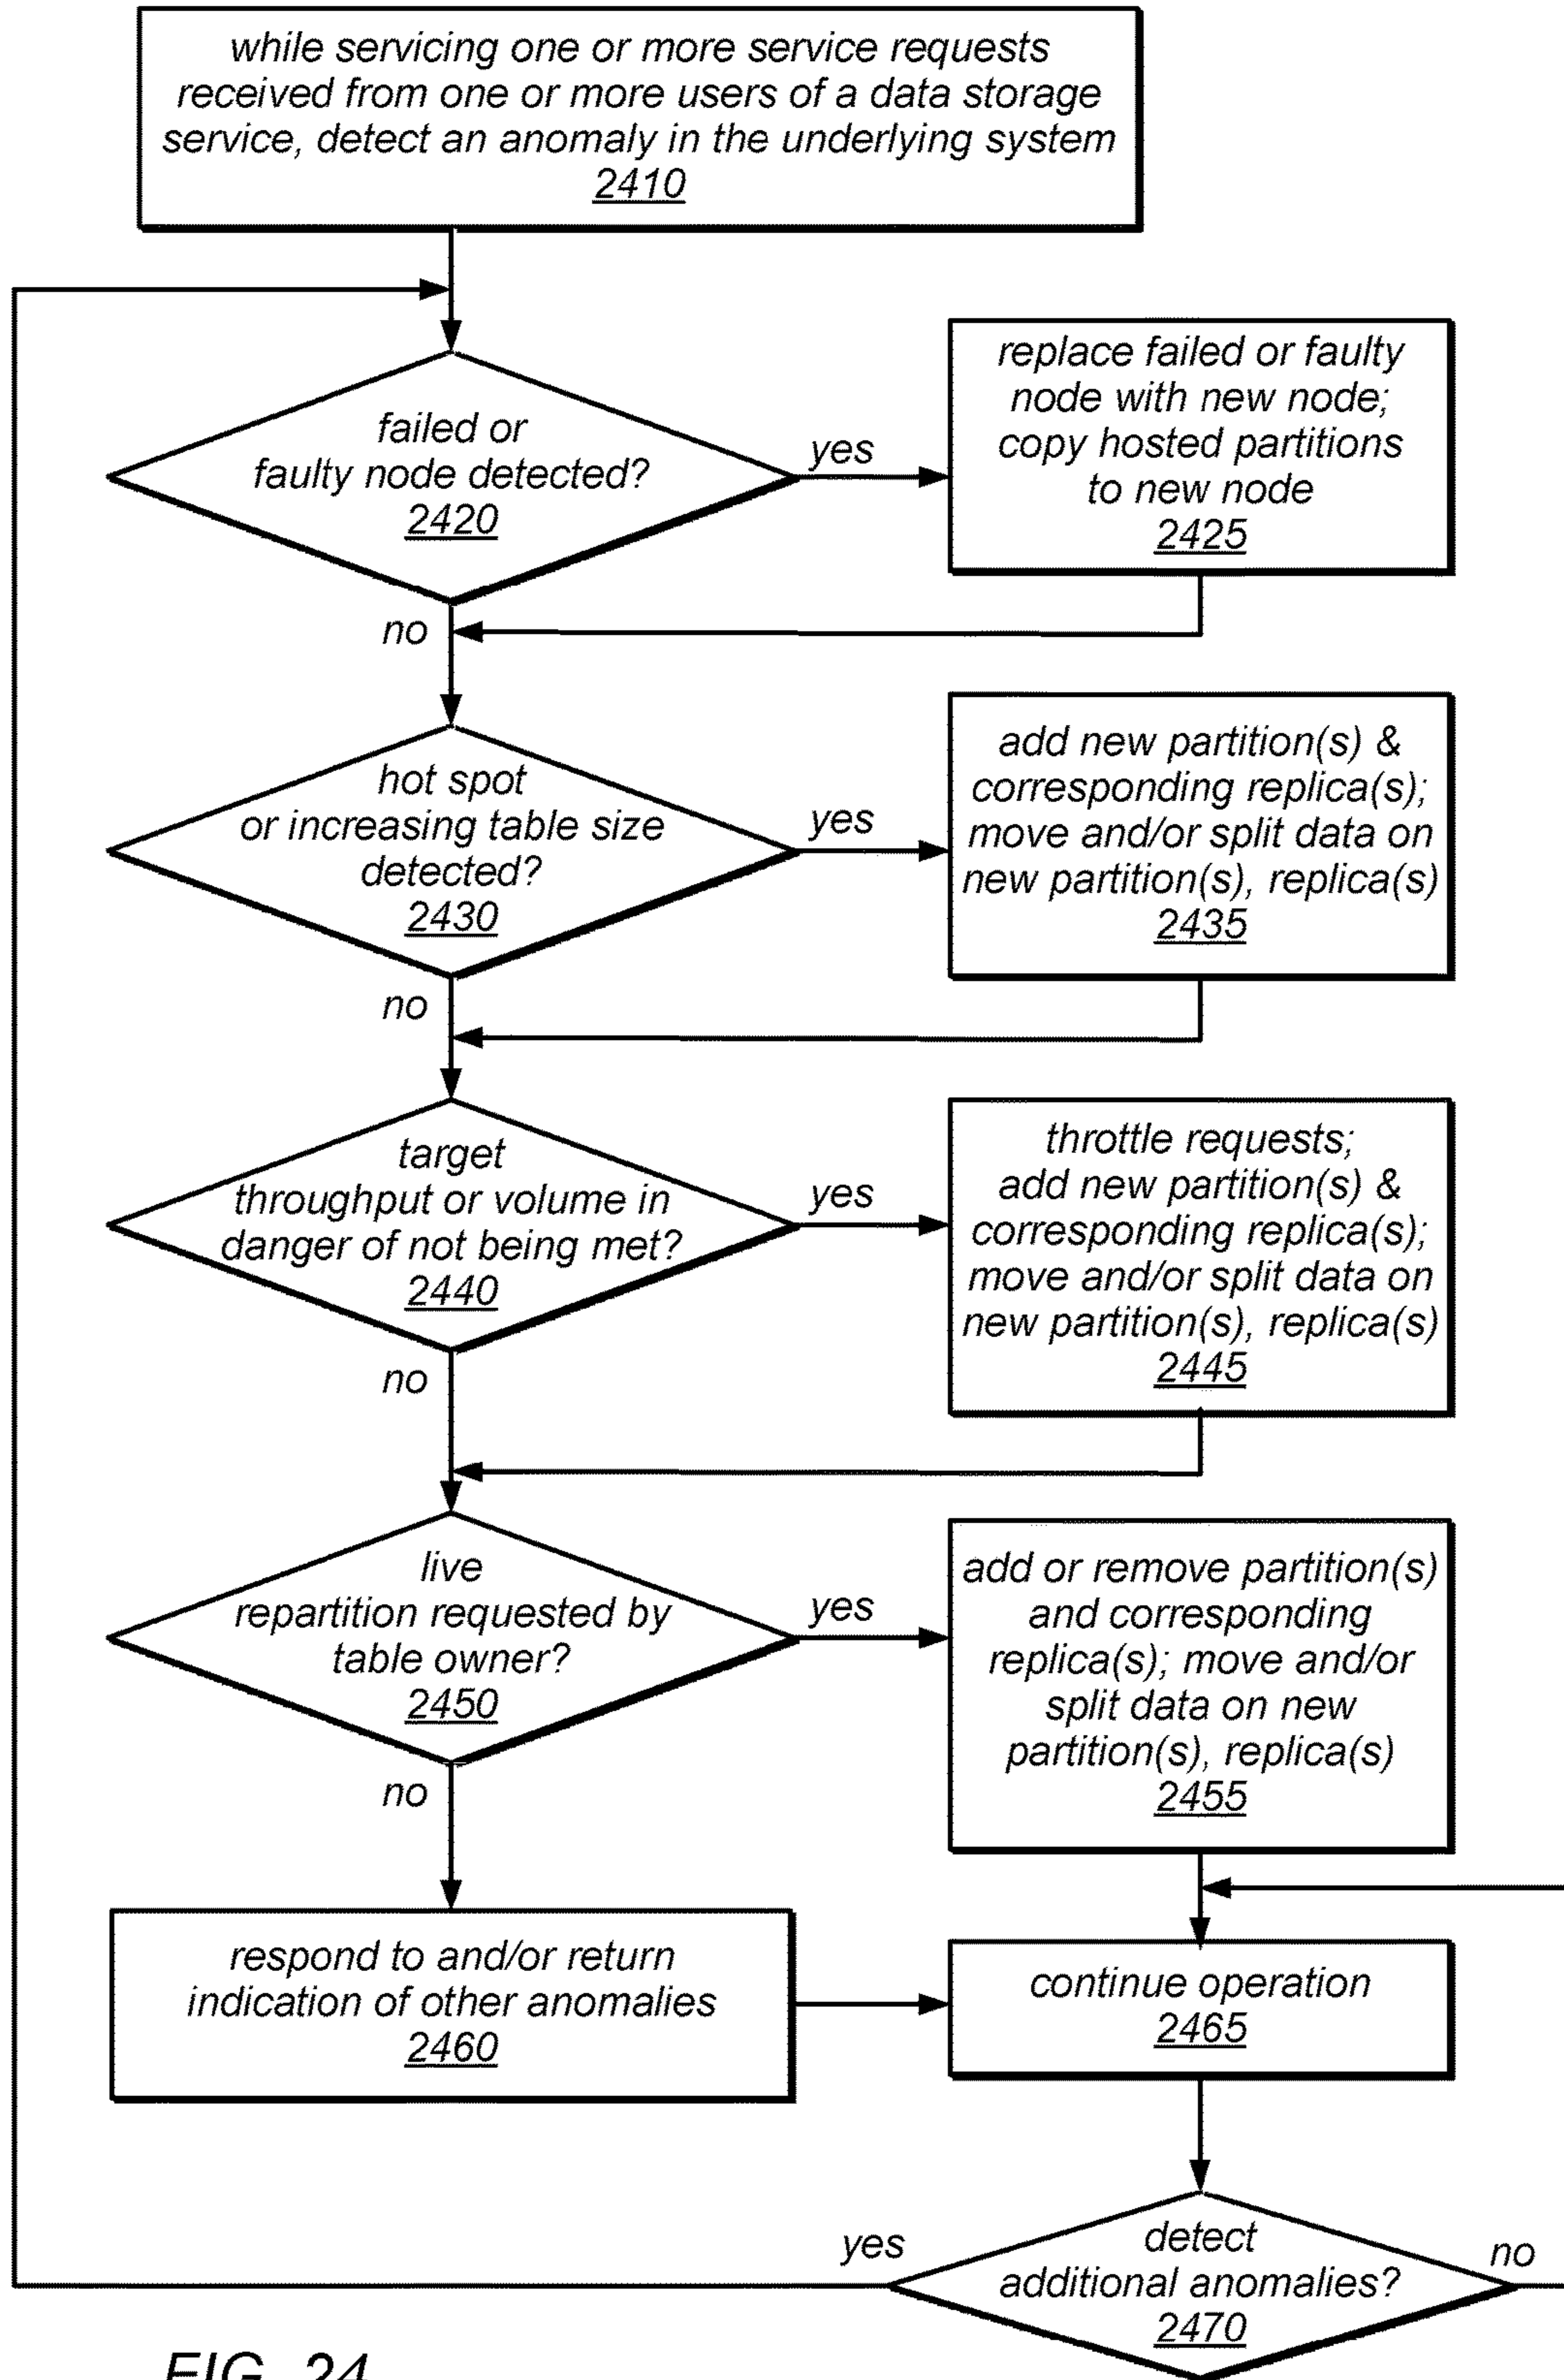 while servicing one or more service requests
received from one or more users of a data storage
service, detect an anomaly in the underlying system
2410
failed or
faulty node detected?
2420
yes
replace failed or faulty
node with new node;
copy hosted partitions
to new node
2425
no
hot spot
or increasing table size
detected?
2430
yes
add new partition(s) &
corresponding replica(s);
move and/or split data on
new partition(s), replica(s)
2435
no
target
throughput or volume in
danger of not being met?
2440
yes
throttle requests;
add new partition(s) &
corresponding replica(s);
move and/or split data on
new partition(s), replica(s)
2445
no
live
repartition requested by
table owner?
2450
yes
add or remove partition(s)
and corresponding
replica(s); move and/or
split data on new
partition(s), replica(s)
2455
no
respond to and/or return
indication of other anomalies
2460
continue operation
2465
yes
detect
additional anomalies?
2470
no
FIG. 24